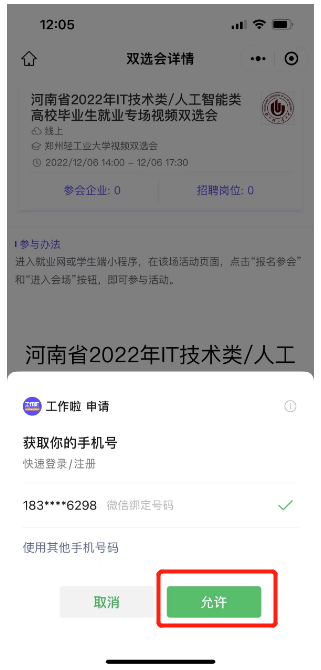 12:05
双选会详情
河南省2022年IT技术类/人工智能类
高校毕业生就业专场视频双选会
线上
郑州轻工业大学视频双选会
2022/12/06 14:00 – 12/06 17:30
参会企业: 0
招聘岗位: 0
参与办法
进入就业网或学生端小程序，在该场活动页面，点击“报名参会”
和“进入会场”按钮，即可参与活动。
河南省2022年IT技术类/人工
工作啦 申请
获取你的手机号
快速登录/注册
183****6298 微信绑定号码
使用其他手机号码
取消
允许